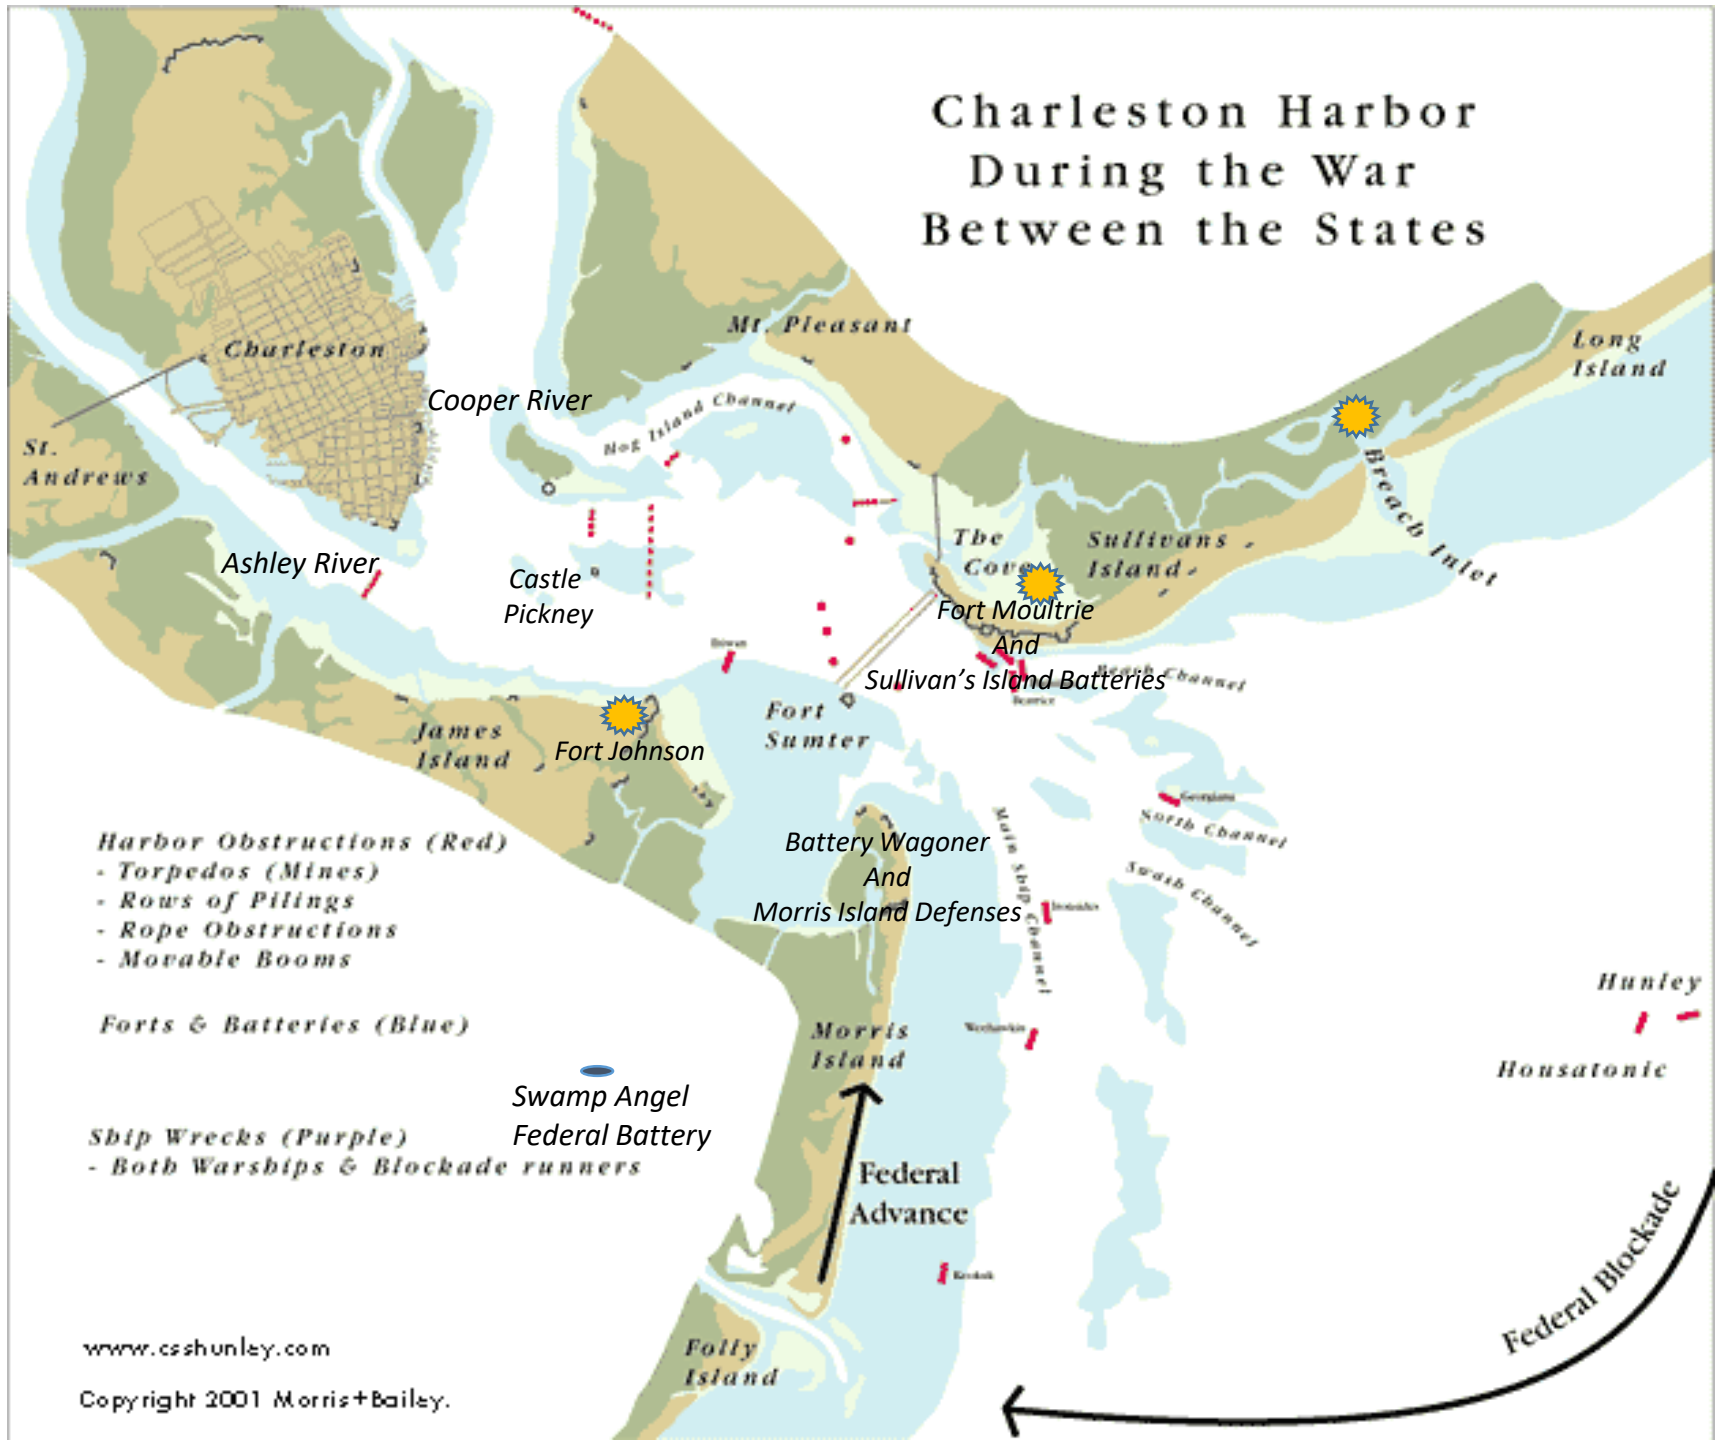 Charleston Harbor
During the War
Between the States
Mt. Pleasant
Long
Island
Charleston
Cooper River
Hog Island Channel
St.
Andrews
Breach Inlet
The
Cove
Sullivans
Island
Ashley River
Castle
Pickney
Fort Moultrie
And
Sullivan's Island Batteries
Beach Channel
Beatrice
Fort
Sumter
James
Island
Fort Johnson
Georgiana
North Channel
Main Ship Channel
Swash Channel
Battery Wagoner
And
Morris Island Defenses
Harbor Obstructions (Red)
- Torpedos (Mines)
- Rows of Pilings
- Rope Obstructions
- Movable Booms
Forts & Batteries (Blue)
Hunley
Housatonic
Weehawkin
Morris
Island
Swamp Angel
Federal Battery
Ship Wrecks (Purple)
- Both Warships & Blockade runners
Federal
Advance
Keokuk
Federal Blockade
Folly
Island
www.csshunley.com
Copyright 2001 Morris+Bailey.